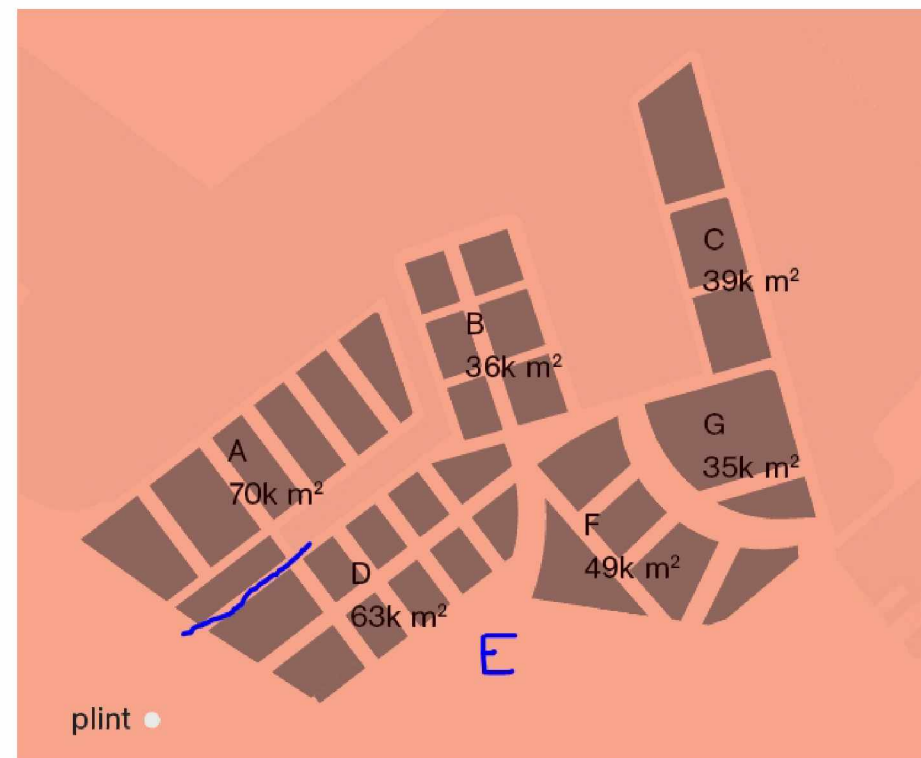 C
39k m²
B
36k m²
G
35k m²
A
70k m²
F
49k m²
D
63k m²
E
plint